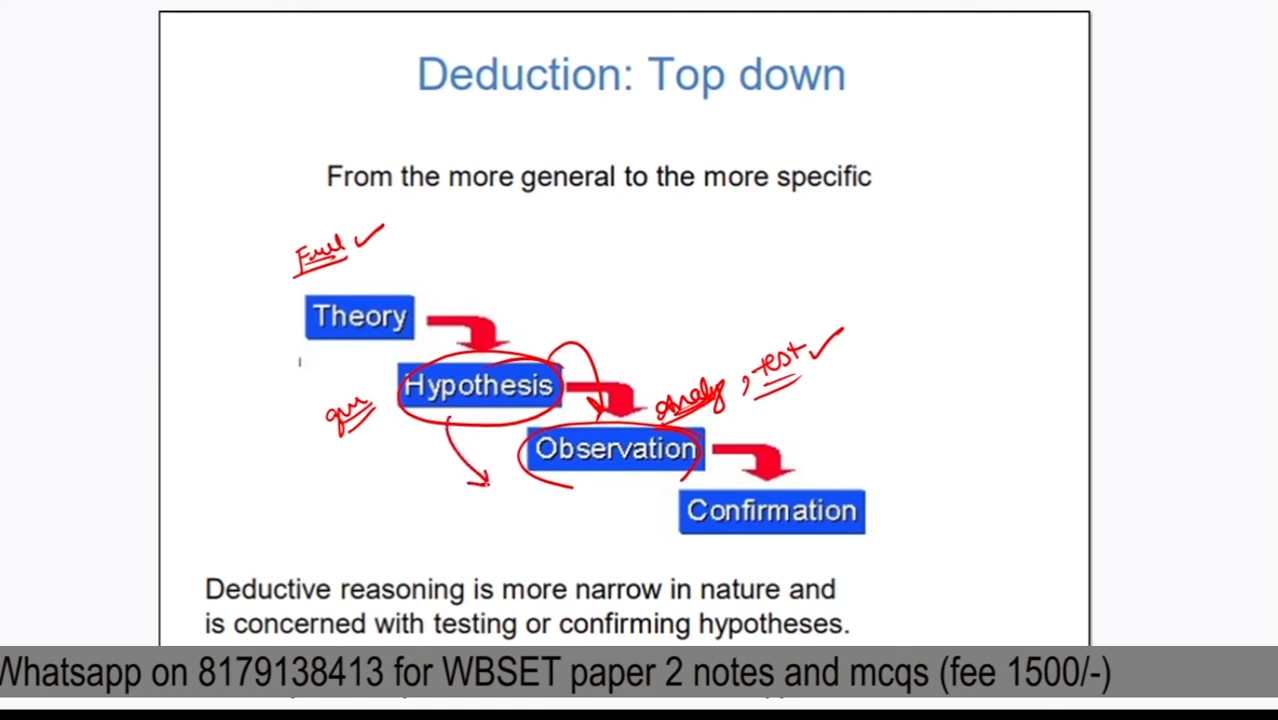 Deduction: Top down
From the more general to the more specific
Theory
Hypothesis
, test
Observation
Confirmation
Deductive reasoning is more narrow in nature and
is concerned with testing or confirming hypotheses.
Whatsapp on 8179138413 for WBSET paper 2 notes and mcqs (fee 1500/-)